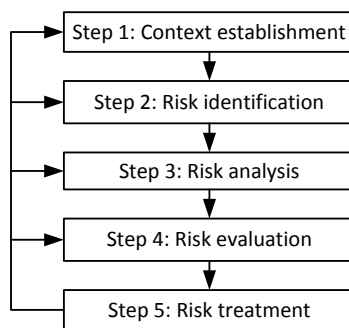 Step 1: Context establishment
Step 2: Risk identification
Step 3: Risk analysis
Step 4: Risk evaluation
Step 5: Risk treatment